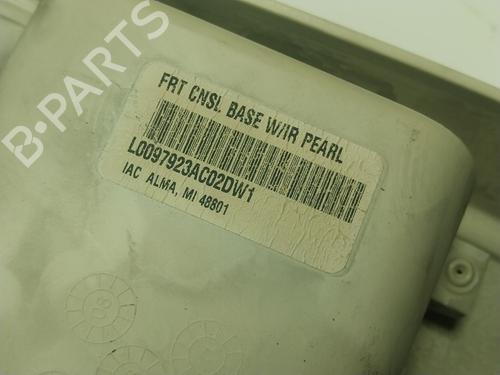 B-PARTS
FRT CNSL BASE W/IR PEARL
L0097923AC02DW1
IAC ALMA, MI 48801